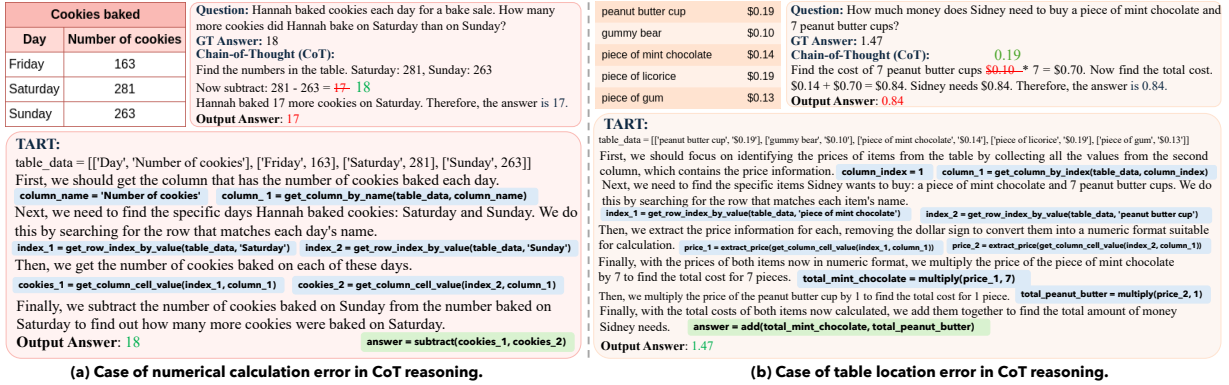 Cookies baked
Day Number of cookies
Friday 163
Saturday 281
Sunday 263
Question: Hannah baked cookies each day for a bake sale. How many
more cookies did Hannah bake on Saturday than on Sunday?
GT Answer: 18
Chain-of-Thought (CoT):
Find the numbers in the table. Saturday: 281, Sunday: 263
Now subtract: 281 - 263 = 17 18
Hannah baked 17 more cookies on Saturday. Therefore, the answer is 17.
Output Answer: 17
TART:
table_data = [['Day', 'Number of cookies'], ['Friday', 163], ['Saturday', 281], ['Sunday', 263]]
First, we should get the column that has the number of cookies baked each day.
column_name = 'Number of cookies' column_ 1 = get_column_by_name(table_data, column_name)
Next, we need to find the specific days Hannah baked cookies: Saturday and Sunday. We do
this by searching for the row that matches each day's name.
index_1 = get_row_index_by_value(table_data, 'Saturday') index_2 = get_row_index_by_value(table_data, 'Sunday')
Then, we get the number of cookies baked on each of these days.
cookies_1 = get_column_cell_value(index_1, column_1) cookies_2 = get_column_cell_value(index_2, column_1)
Finally, we subtract the number of cookies baked on Sunday from the number baked on
Saturday to find out how many more cookies were baked on Saturday.
Output Answer: 18 answer = subtract(cookies_1, cookies_2)
(a) Case of numerical calculation error in CoT reasoning.
peanut butter cup $0.19
gummy bear $0.10
piece of mint chocolate $0.14
piece of licorice $0.19
piece of gum $0.13
Question: How much money does Sidney need to buy a piece of mint chocolate and
7 peanut butter cups?
GT Answer: 1.47
Chain-of-Thought (CoT): 0.19
Find the cost of 7 peanut butter cups $0.10 * 7 = $0.70. Now find the total cost.
$0.14 + $0.70 = $0.84. Sidney needs $0.84. Therefore, the answer is 0.84.
Output Answer: 0.84
TART:
table_data = [['peanut butter cup', '$0.19'], ['gummy bear', '$0.10'], ['piece of mint chocolate', '$0.14'], ['piece of licorice', '$0.19'], ['piece of gum', '$0.13']]
First, we should focus on identifying the prices of items from the table by collecting all the values from the second
column, which contains the price information. column_index = 1 column_1 = get_column_by_index(table_data, column_index)
Next, we need to find the specific items Sidney wants to buy: a piece of mint chocolate and 7 peanut butter cups. We do
this by searching for the row that matches each item's name.
index_1 = get_row_index_by_value(table_data, 'piece of mint chocolate') index_2 = get_row_index_by_value(table_data, 'peanut butter cup')
Then, we extract the price information for each, removing the dollar sign to convert them into a numeric format suitable
for calculation. price_1 = extract_price(get_column_cell_value(index_1, column_1)) price_2 = extract_price(get_column_cell_value(index_2, column_1))
Finally, with the prices of both items now in numeric format, we multiply the price of the piece of mint chocolate
by 7 to find the total cost for 7 pieces. total_mint_chocolate = multiply(price_1, 7)
Then, we multiply the price of the peanut butter cup by 1 to find the total cost for 1 piece. total_peanut_butter = multiply(price_2, 1)
Finally, with the total costs of both items now calculated, we add them together to find the total amount of money
Sidney needs. answer = add(total_mint_chocolate, total_peanut_butter)
Output Answer: 1.47
(b) Case of table location error in CoT reasoning.